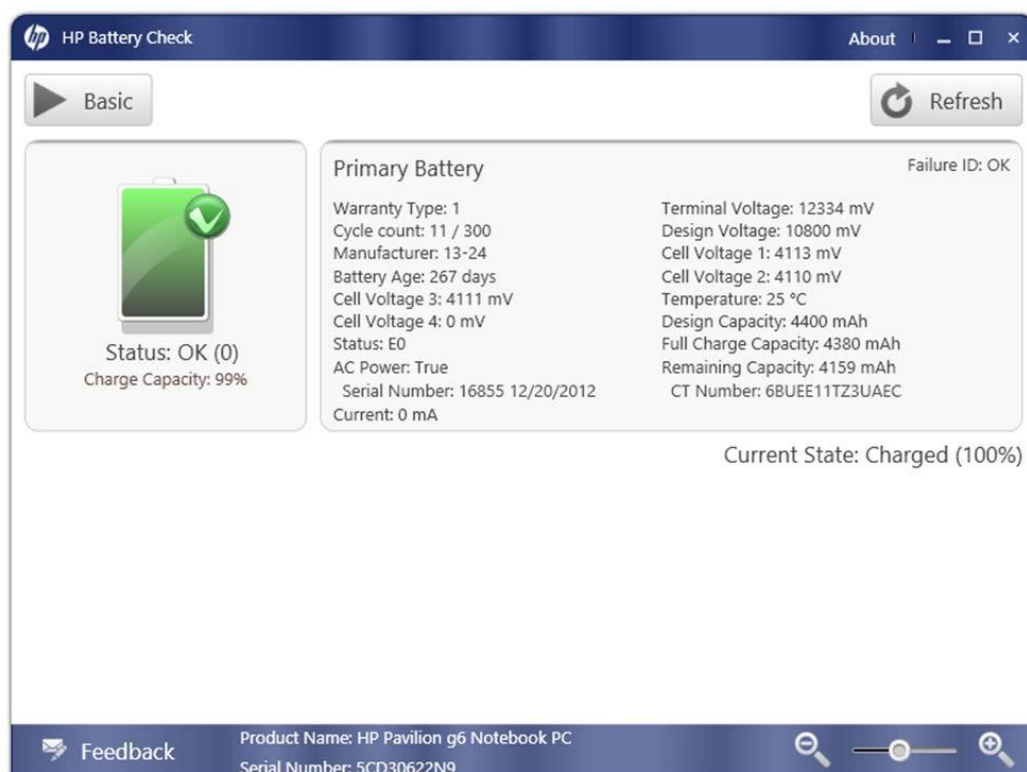 hp HP Battery Check About
Basic
Refresh
Status: OK (0)
Charge Capacity: 99%
Primary Battery
Failure ID: OK
Warranty Type: 1
Cycle count: 11 / 300
Manufacturer: 13-24
Battery Age: 267 days
Cell Voltage 3: 4111 mV
Cell Voltage 4: 0 mV
Status: E0
AC Power: True
Serial Number: 16855 12/20/2012
Current: 0 mA
Terminal Voltage: 12334 mV
Design Voltage: 10800 mV
Cell Voltage 1: 4113 mV
Cell Voltage 2: 4110 mV
Temperature: 25 °C
Design Capacity: 4400 mAh
Full Charge Capacity: 4380 mAh
Remaining Capacity: 4159 mAh
CT Number: 6BUEE11TZ3UAEC
Current State: Charged (100%)
Feedback
Product Name: HP Pavilion g6 Notebook PC
Serial Number: 5CD30622N9